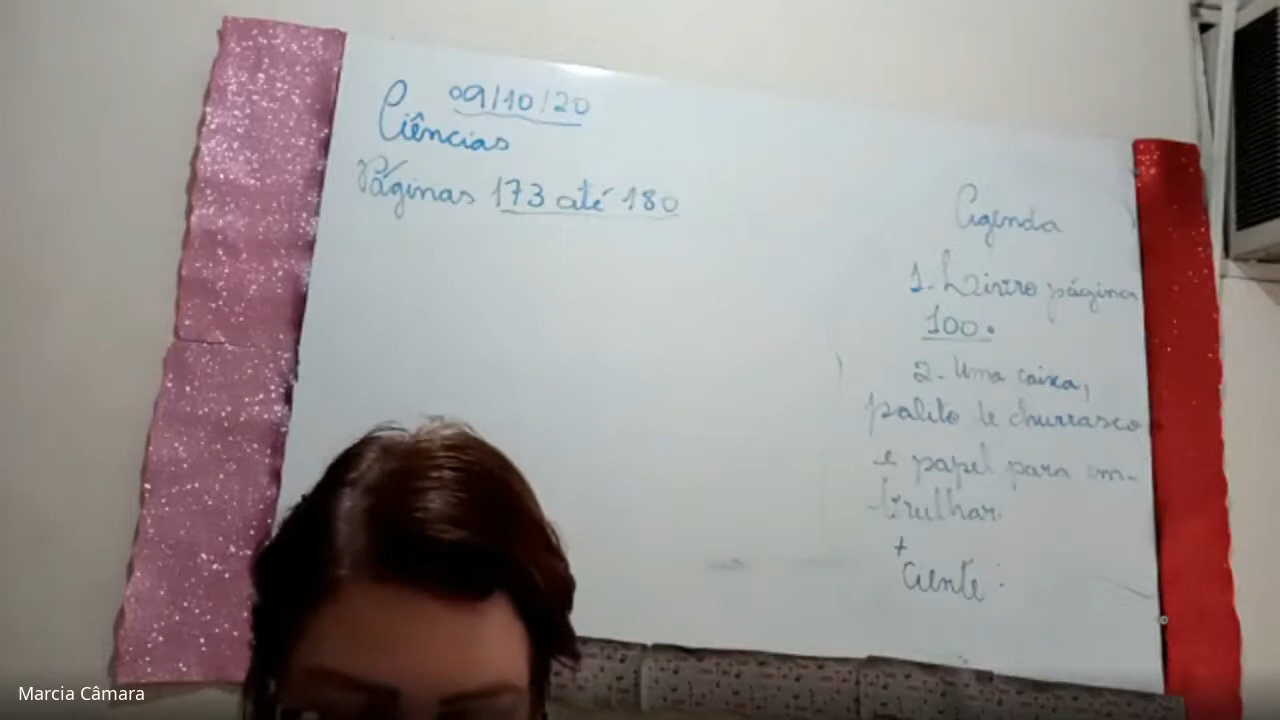 09/10/20
Ciências
Páginas 173 até 180
Agenda
1. Livro página
100.
2. Uma caixa,
palito de churrasco
e papel para em-
brulhar.
+
Ciente:
Marcia Câmara